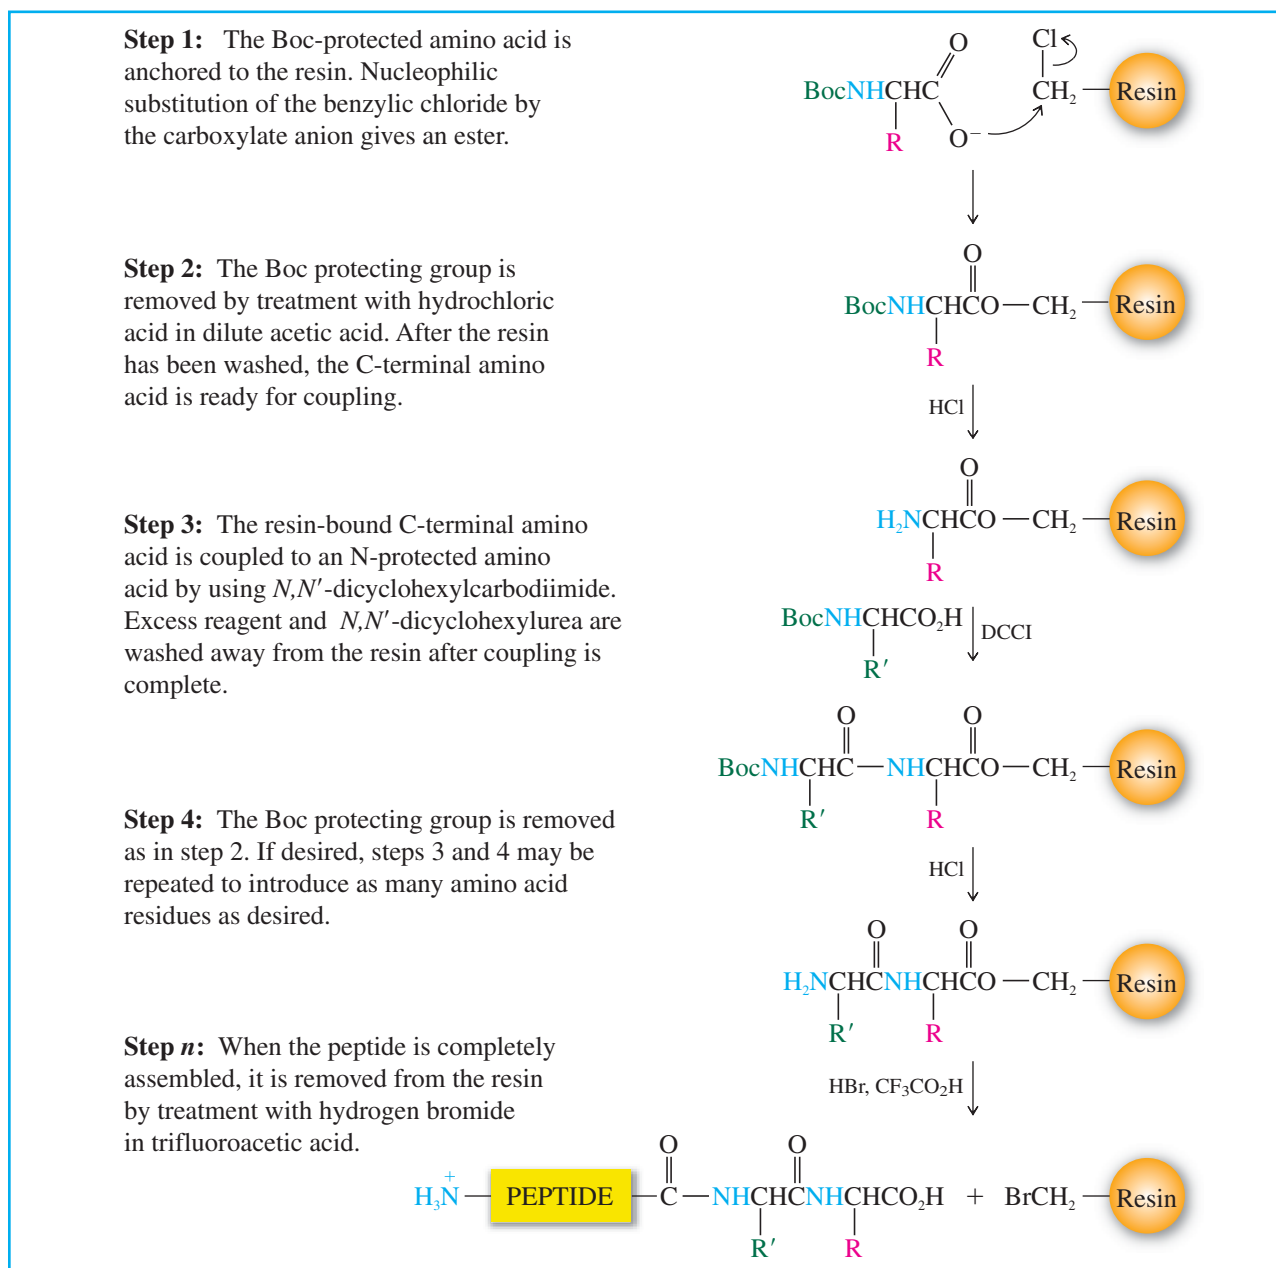 Step 1: The Boc-protected amino acid is
anchored to the resin. Nucleophilic
substitution of the benzylic chloride by
the carboxylate anion gives an ester.
O
Cl
BocNHCHC
CH₂
Resin
R
O⁻
Step 2: The Boc protecting group is
removed by treatment with hydrochloric
acid in dilute acetic acid. After the resin
has been washed, the C-terminal amino
acid is ready for coupling.
O
BocNHCHCO—CH₂—Resin
R
HCl
O
H₂NCHCO—CH₂—Resin
R
Step 3: The resin-bound C-terminal amino
acid is coupled to an N-protected amino
acid by using N,N′-dicyclohexylcarbodiimide.
Excess reagent and N,N′-dicyclohexylurea are
washed away from the resin after coupling is
complete.
BocNHCHCO₂H
DCCI
R′
O O
BocNHCHC—NHCHCO—CH₂—Resin
R′ R
Step 4: The Boc protecting group is removed
as in step 2. If desired, steps 3 and 4 may be
repeated to introduce as many amino acid
residues as desired.
HCl
O O
H₂NCHCNHCHCO—CH₂—Resin
R′ R
Step n: When the peptide is completely
assembled, it is removed from the resin
by treatment with hydrogen bromide
in trifluoroacetic acid.
HBr, CF₃CO₂H
O O
H₃N⁺—PEPTIDE—C—NHCHCNHCHCO₂H + BrCH₂—Resin
R′ R